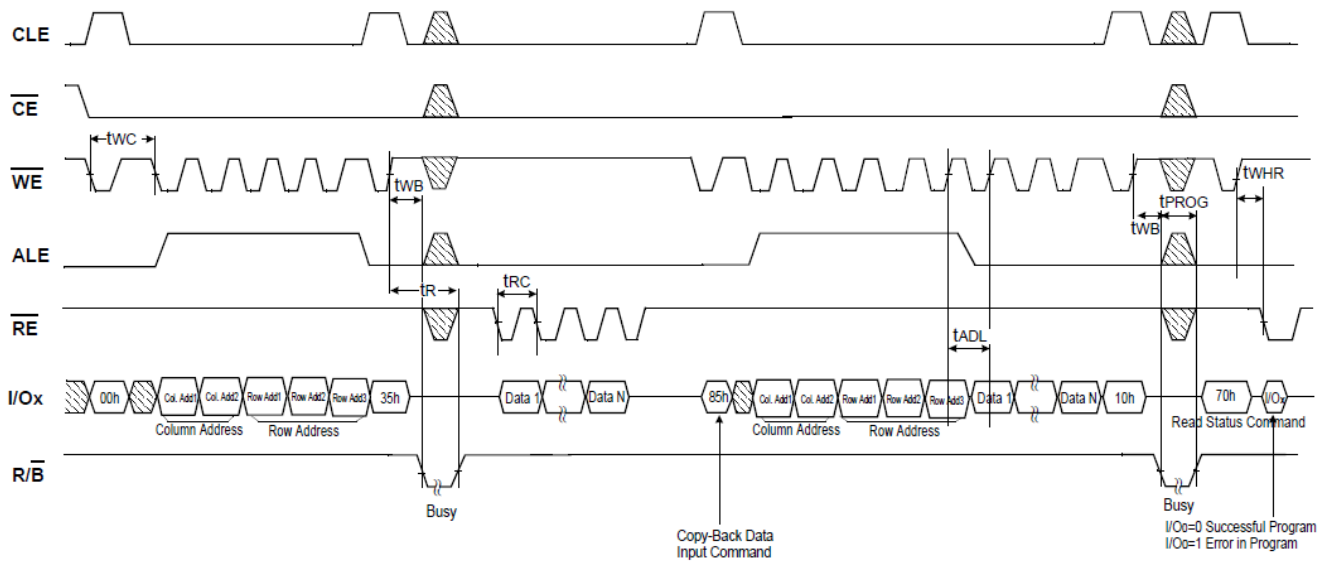 CLE
CE
tWC
WE
tWB
tWHR
tPROG
tWB
ALE
tR
tRC
RE
tADL
I/Ox
00h
Col. Add1
Col. Add2
Row Add1
Row Add2
Row Add3
35h
Data 1
Data N
85h
Col. Add1
Col. Add2
Row Add1
Row Add2
Row Add3
Data 1
Data N
10h
70h
I/Ox
Column Address
Row Address
Column Address
Row Address
Read Status Command
R/B
Busy
Busy
Copy-Back Data
Input Command
I/O0=0 Successful Program
I/O0=1 Error in Program